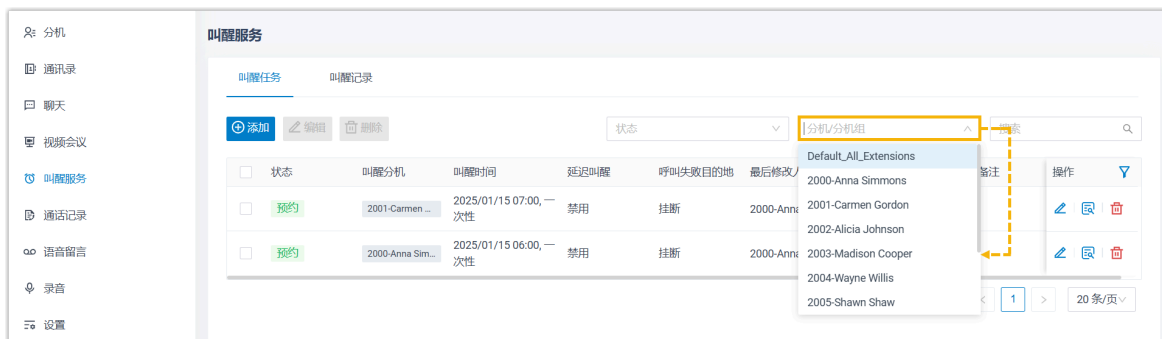 分机
通讯录
聊天
视频会议
叫醒服务
通话记录
语音留言
录音
设置
叫醒服务
叫醒任务 叫醒记录
添加 编辑 删除 状态 分机/分机组 搜索
状态 叫醒分机 叫醒时间 延迟叫醒 呼叫失败目的地 最后修改人 备注 操作
预约 2001-Carmen ... 2025/01/15 07:00, 一次性 禁用 挂断 2000-Anna
预约 2000-Anna Sim... 2025/01/15 06:00, 一次性 禁用 挂断 2000-Anna
Default_All_Extensions
2000-Anna Simmons
2001-Carmen Gordon
2002-Alicia Johnson
2003-Madison Cooper
2004-Wayne Willis
2005-Shawn Shaw
1 20 条/页